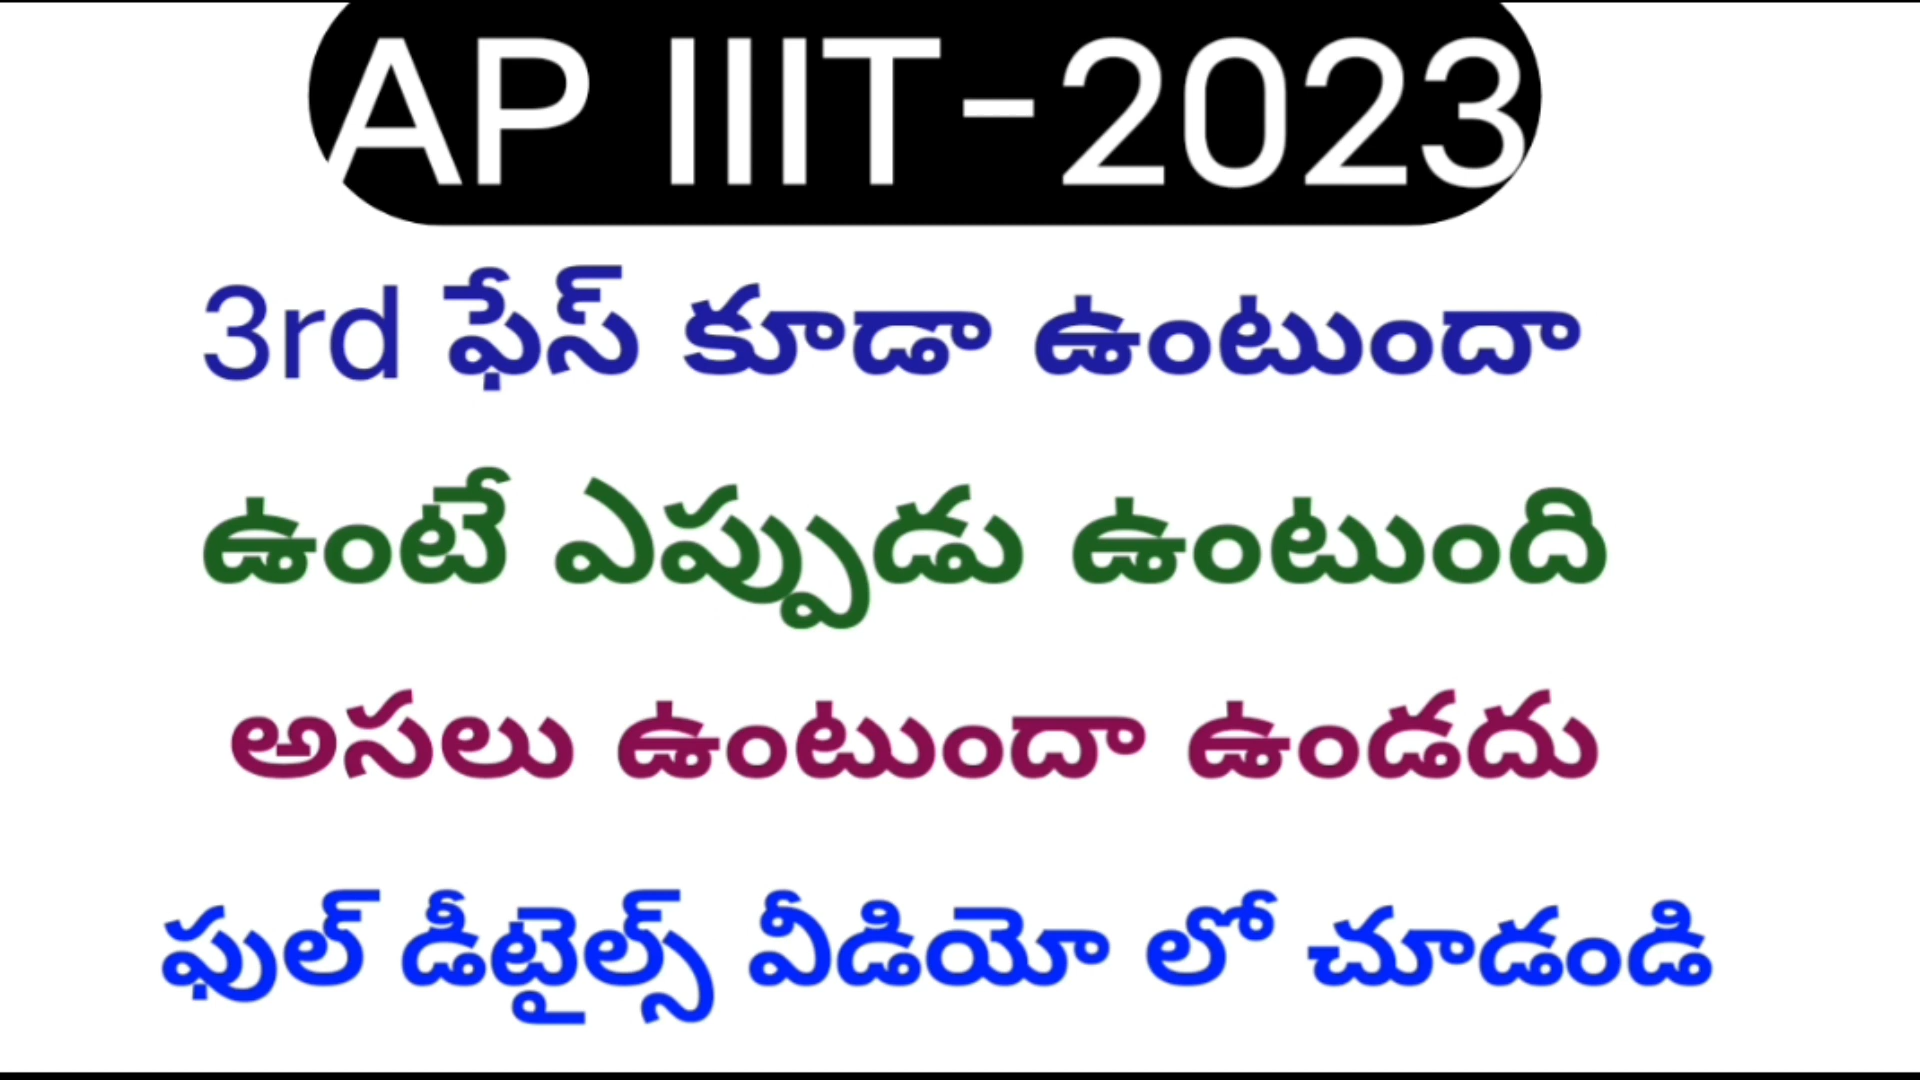 AP IIIT-2023
3rd ఫేస్ కూడా ఉంటుందా
ఉంటే ఎప్పుడు ఉంటుంది
అసలు ఉంటుందా ఉండదు
ఫుల్ డీటైల్స్ వీడియో లో చూడండి